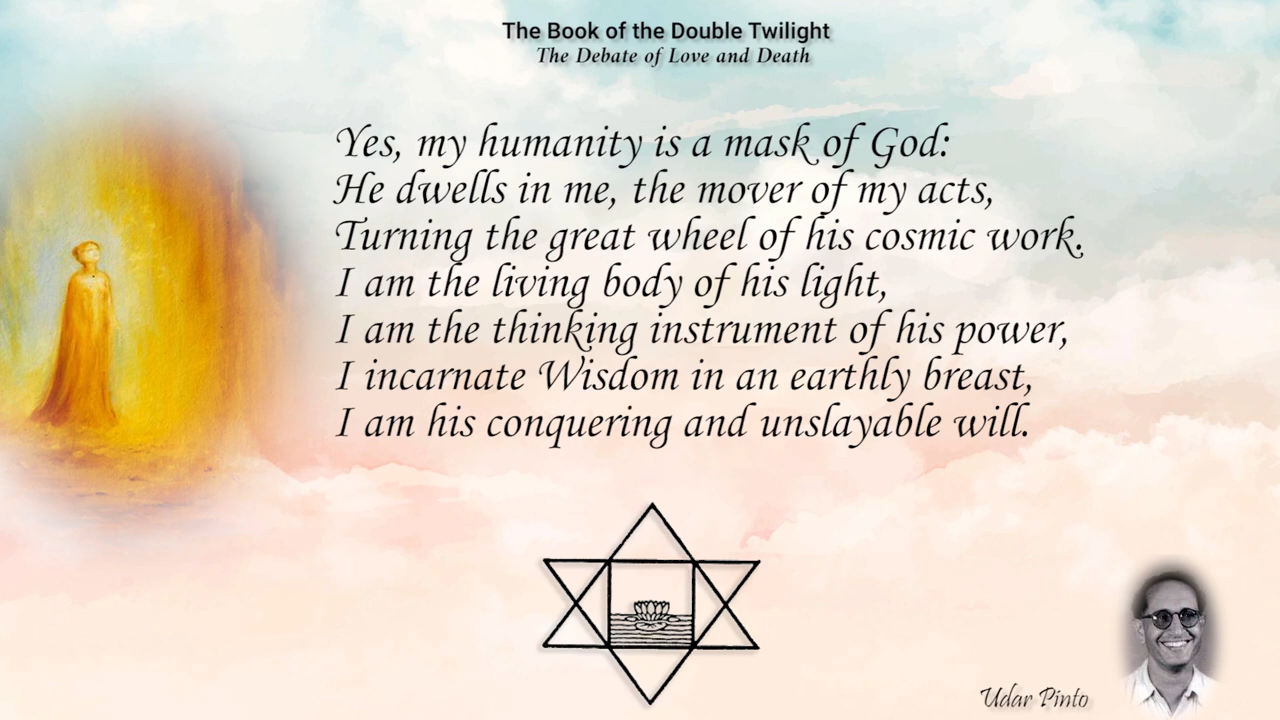 The Book of the Double Twilight
The Debate of Love and Death
Yes, my humanity is a mask of God:
He dwells in me, the mover of my acts,
Turning the great wheel of his cosmic work.
I am the living body of his light,
I am the thinking instrument of his power,
I incarnate Wisdom in an earthly breast,
I am his conquering and unslayable will.
Udar Pinto